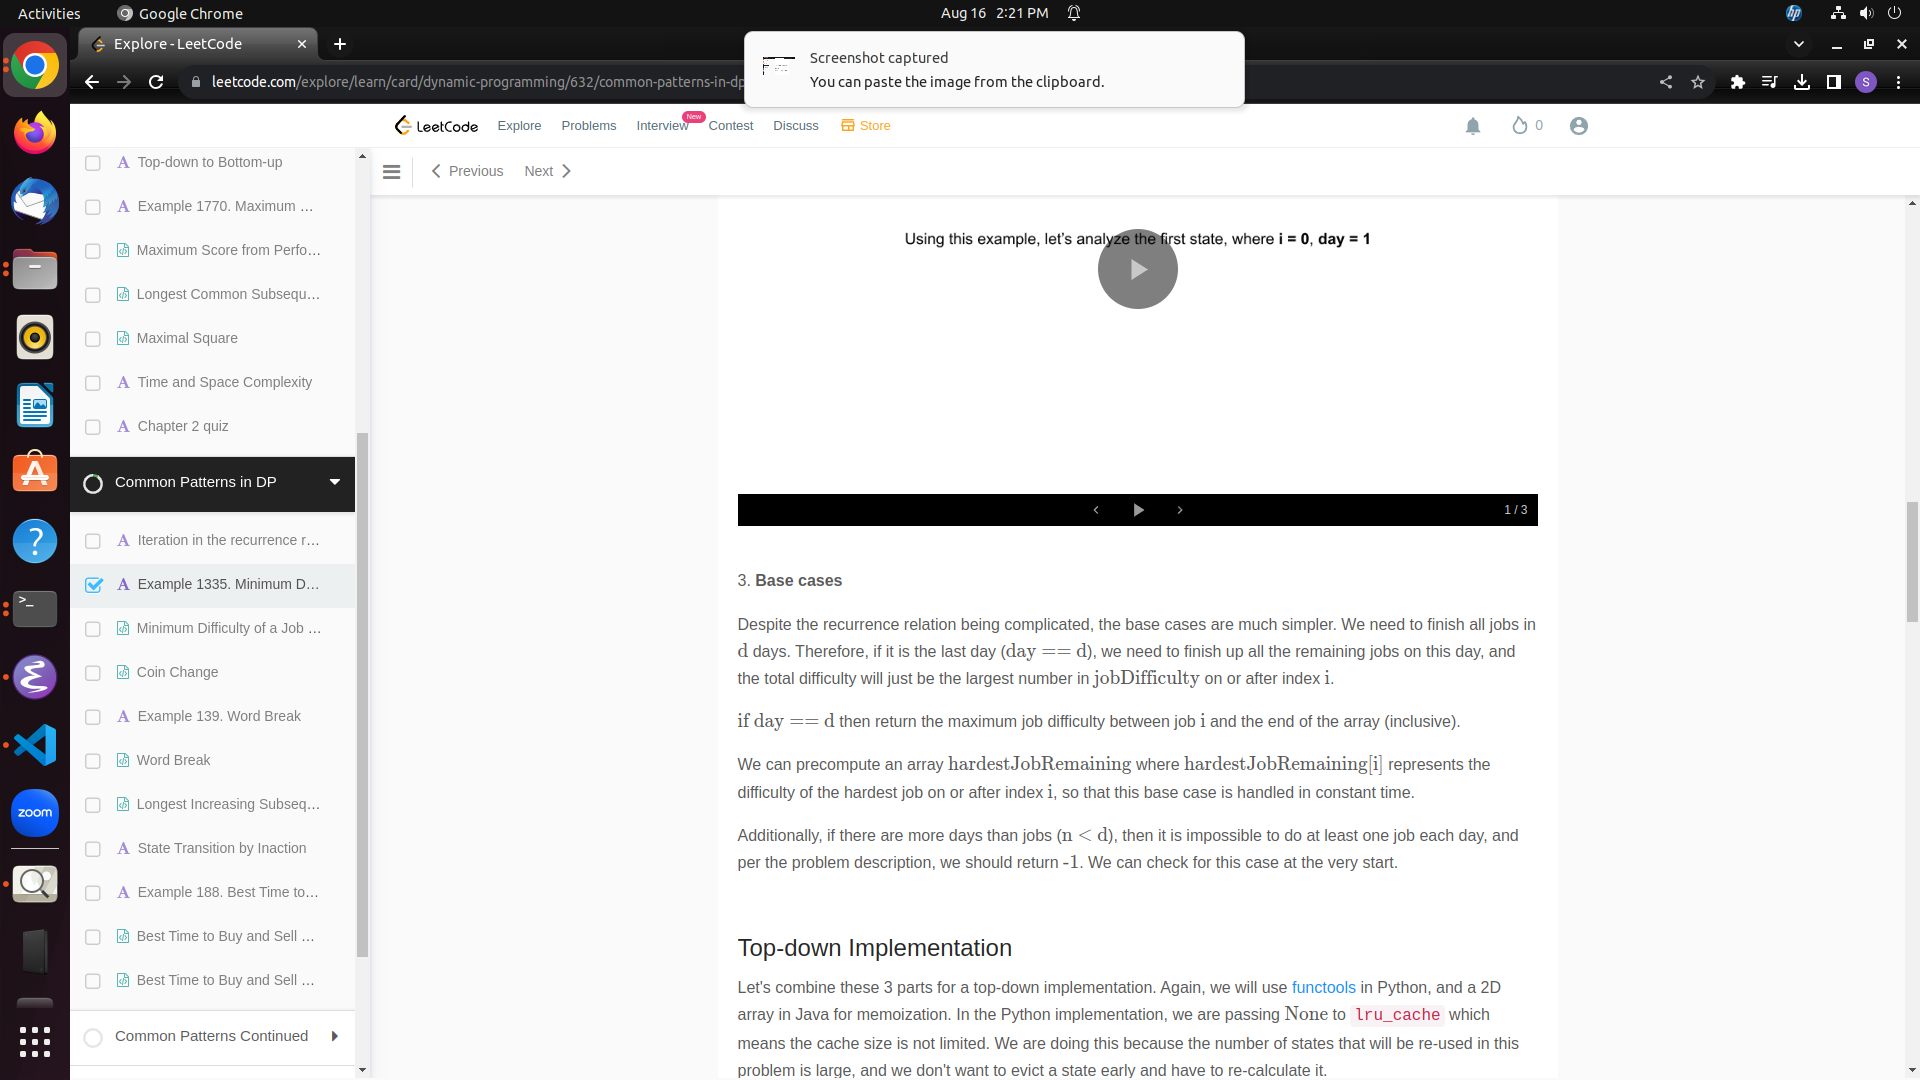 Activities
Google Chrome
Aug 16 2:21 PM
hp
Explore - LeetCode
leetcode.com/explore/learn/card/dynamic-programming/632/common-patterns-in-dp
S
Screenshot captured
You can paste the image from the clipboard.
LeetCode
Explore
Problems
Interview
New
Contest
Discuss
Store
0
Previous
Next
A Top-down to Bottom-up
A Example 1770. Maximum ...
Maximum Score from Perfo...
Longest Common Subsequ...
Maximal Square
A Time and Space Complexity
A Chapter 2 quiz
Common Patterns in DP
A Iteration in the recurrence r...
A Example 1335. Minimum D...
Minimum Difficulty of a Job ...
Coin Change
A Example 139. Word Break
Word Break
Longest Increasing Subseq...
A State Transition by Inaction
A Example 188. Best Time to...
Best Time to Buy and Sell ...
Best Time to Buy and Sell ...
Common Patterns Continued
zoom
Using this example, let's analyze the first state, where i = 0, day = 1
1 / 3
3. Base cases
Despite the recurrence relation being complicated, the base cases are much simpler. We need to finish all jobs in
d days. Therefore, if it is the last day (day == d), we need to finish up all the remaining jobs on this day, and
the total difficulty will just be the largest number in jobDifficulty on or after index i.
if day == d then return the maximum job difficulty between job i and the end of the array (inclusive).
We can precompute an array hardestJobRemaining where hardestJobRemaining[i] represents the
difficulty of the hardest job on or after index i, so that this base case is handled in constant time.
Additionally, if there are more days than jobs (n < d), then it is impossible to do at least one job each day, and
per the problem description, we should return -1. We can check for this case at the very start.
Top-down Implementation
Let's combine these 3 parts for a top-down implementation. Again, we will use functools in Python, and a 2D
array in Java for memoization. In the Python implementation, we are passing None to lru_cache which
means the cache size is not limited. We are doing this because the number of states that will be re-used in this
problem is large, and we don't want to evict a state early and have to re-calculate it.